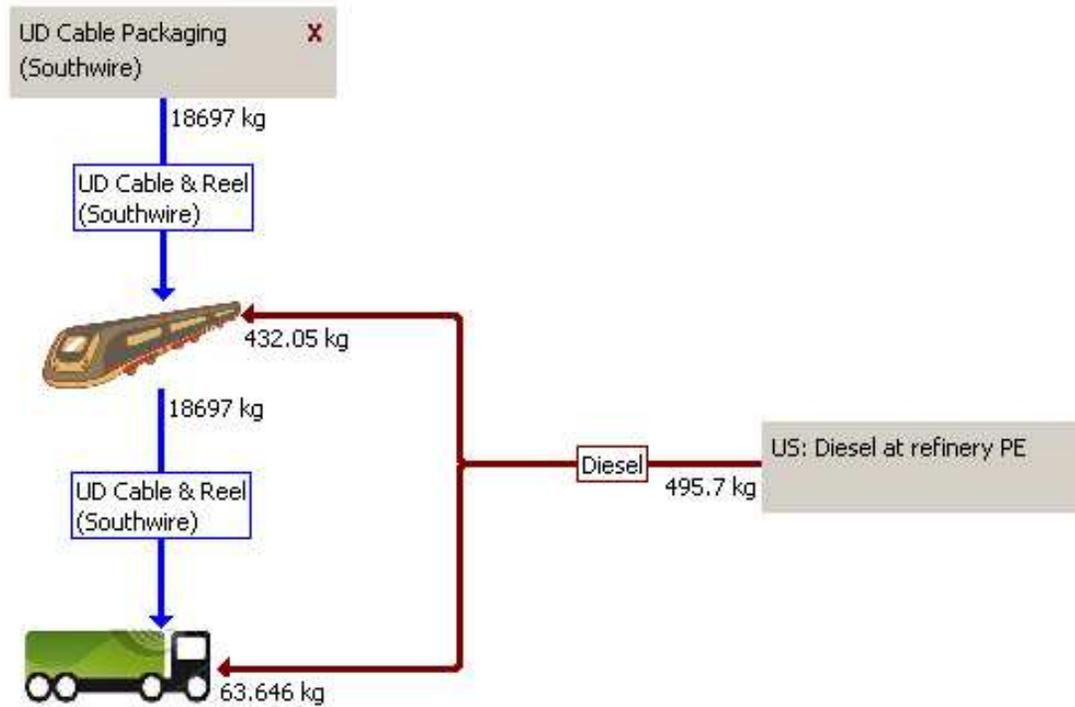 UD Cable Packaging X
(Southwire)
18697 kg
UD Cable & Reel
(Southwire)
432.05 kg
18697 kg
US: Diesel at refinery PE
Diesel
495.7 kg
UD Cable & Reel
(Southwire)
63.646 kg